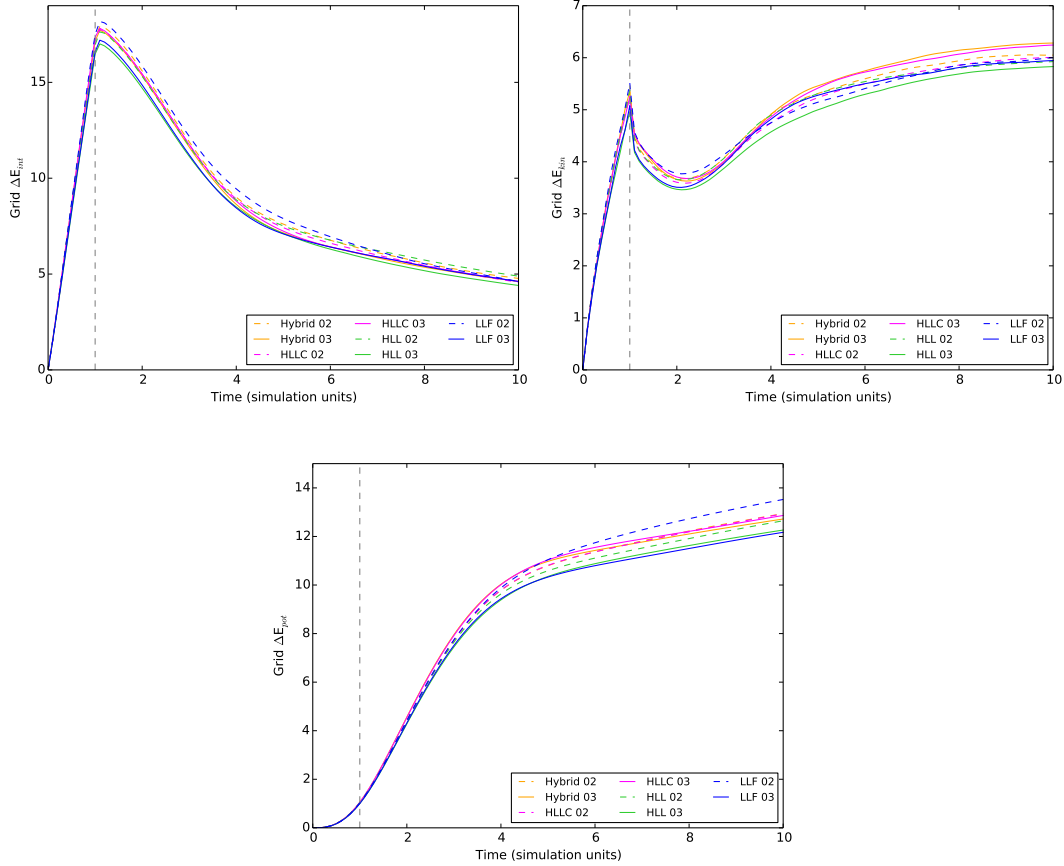 15
10
5
0
0 2 4 6 8 10
Grid ΔE_int
Time (simulation units)
Hybrid 02 HLLC 03 LLF 02
Hybrid 03 HLL 02 LLF 03
HLLC 02 HLL 03
7
6
5
4
3
2
1
0
0 2 4 6 8 10
Grid ΔE_kin
Time (simulation units)
Hybrid 02 HLLC 03 LLF 02
Hybrid 03 HLL 02 LLF 03
HLLC 02 HLL 03
14
12
10
8
6
4
2
0
0 2 4 6 8 10
Grid ΔE_pot
Time (simulation units)
Hybrid 02 HLLC 03 LLF 02
Hybrid 03 HLL 02 LLF 03
HLLC 02 HLL 03